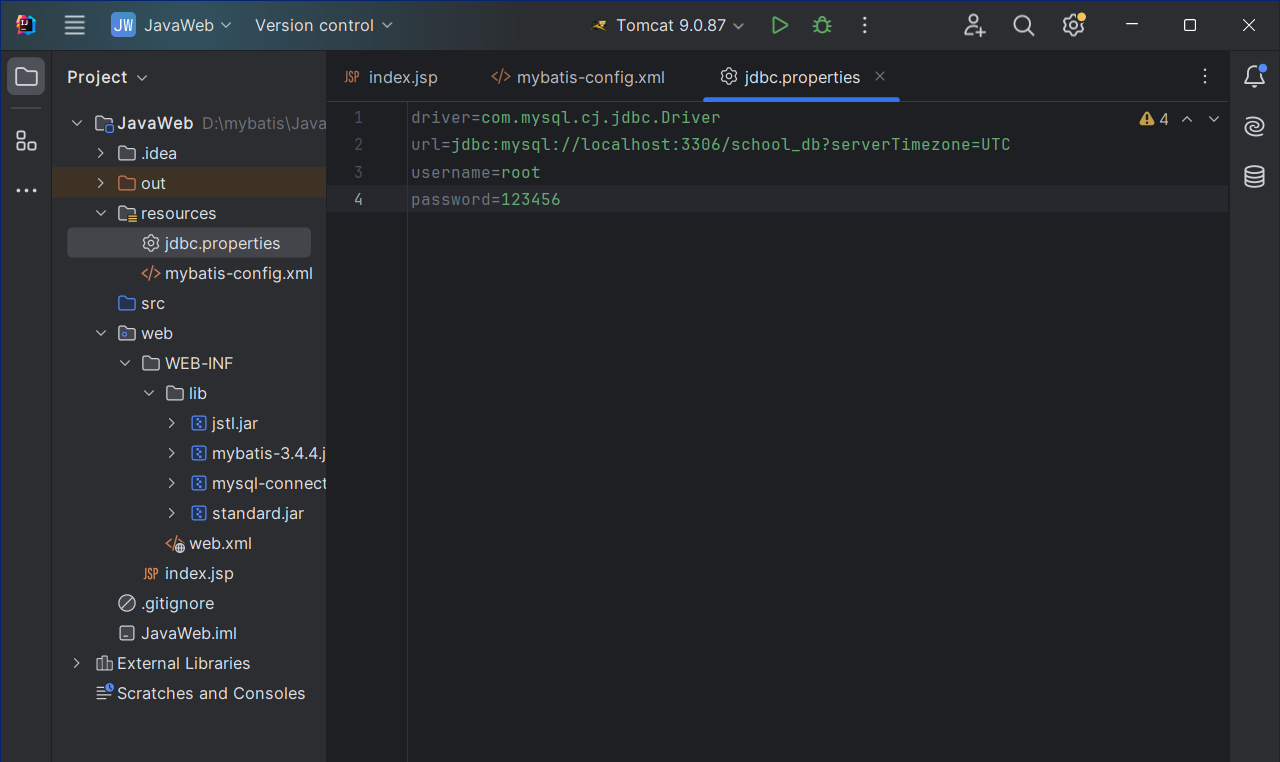 JW JavaWeb Version control Tomcat 9.0.87
Project
index.jsp mybatis-config.xml jdbc.properties
JavaWeb D:\mybatis\Java
.idea
out
resources
jdbc.properties
mybatis-config.xml
src
web
WEB-INF
lib
jstl.jar
mybatis-3.4.4.j
mysql-connect
standard.jar
web.xml
JSP index.jsp
.gitignore
JavaWeb.iml
External Libraries
Scratches and Consoles
1 driver=com.mysql.cj.jdbc.Driver 4
2 url=jdbc:mysql://localhost:3306/school_db?serverTimezone=UTC
3 username=root
4 password=123456